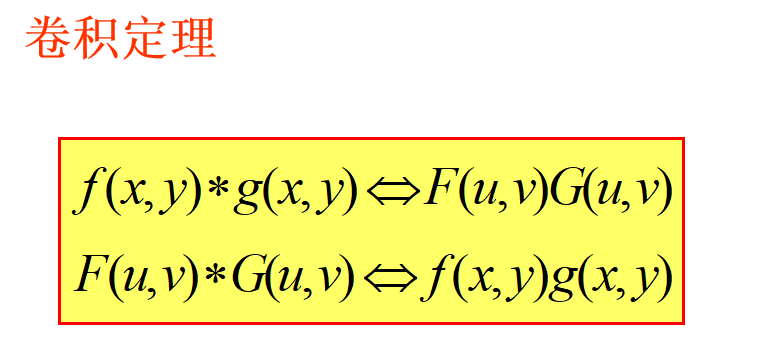 卷积定理
f(x,y)*g(x,y)⇔F(u,v)G(u,v)
F(u,v)*G(u,v)⇔f(x,y)g(x,y)